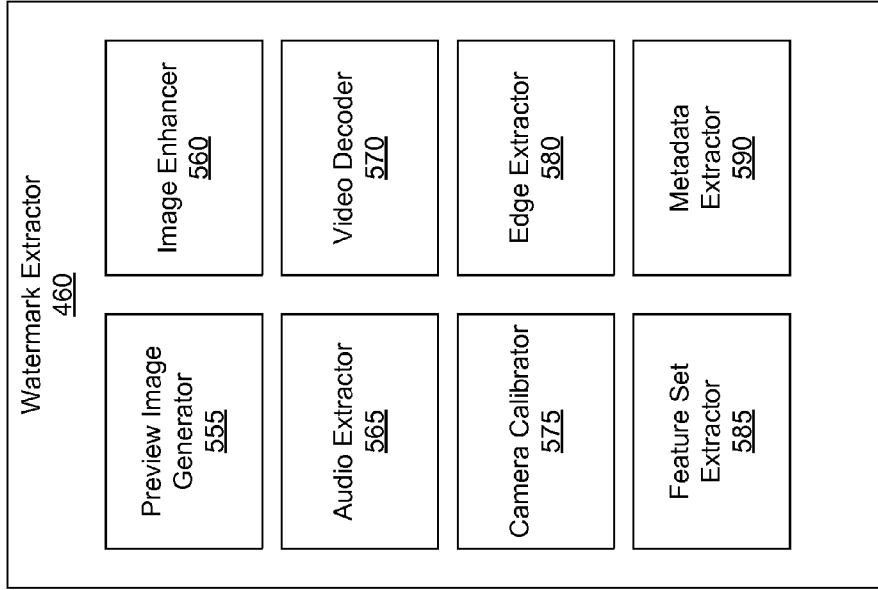 Watermark Extractor
460
Preview Image
Generator
555
Image Enhancer
560
Audio Extractor
565
Video Decoder
570
Camera Calibrator
575
Edge Extractor
580
Feature Set
Extractor
585
Metadata
Extractor
590